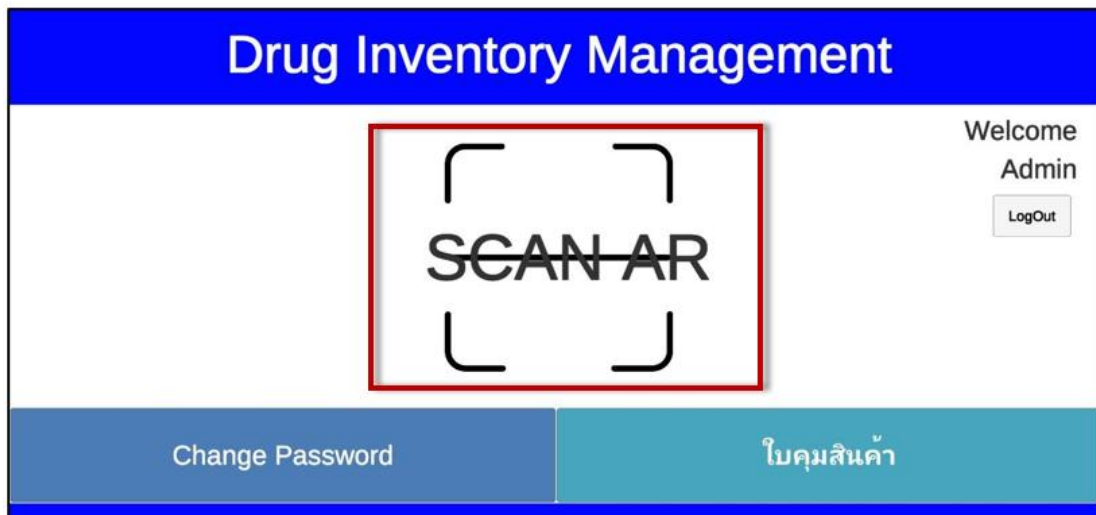 Drug Inventory Management
Welcome
Admin
LogOut
SCAN AR
Change Password
ใบคุมสินค้า